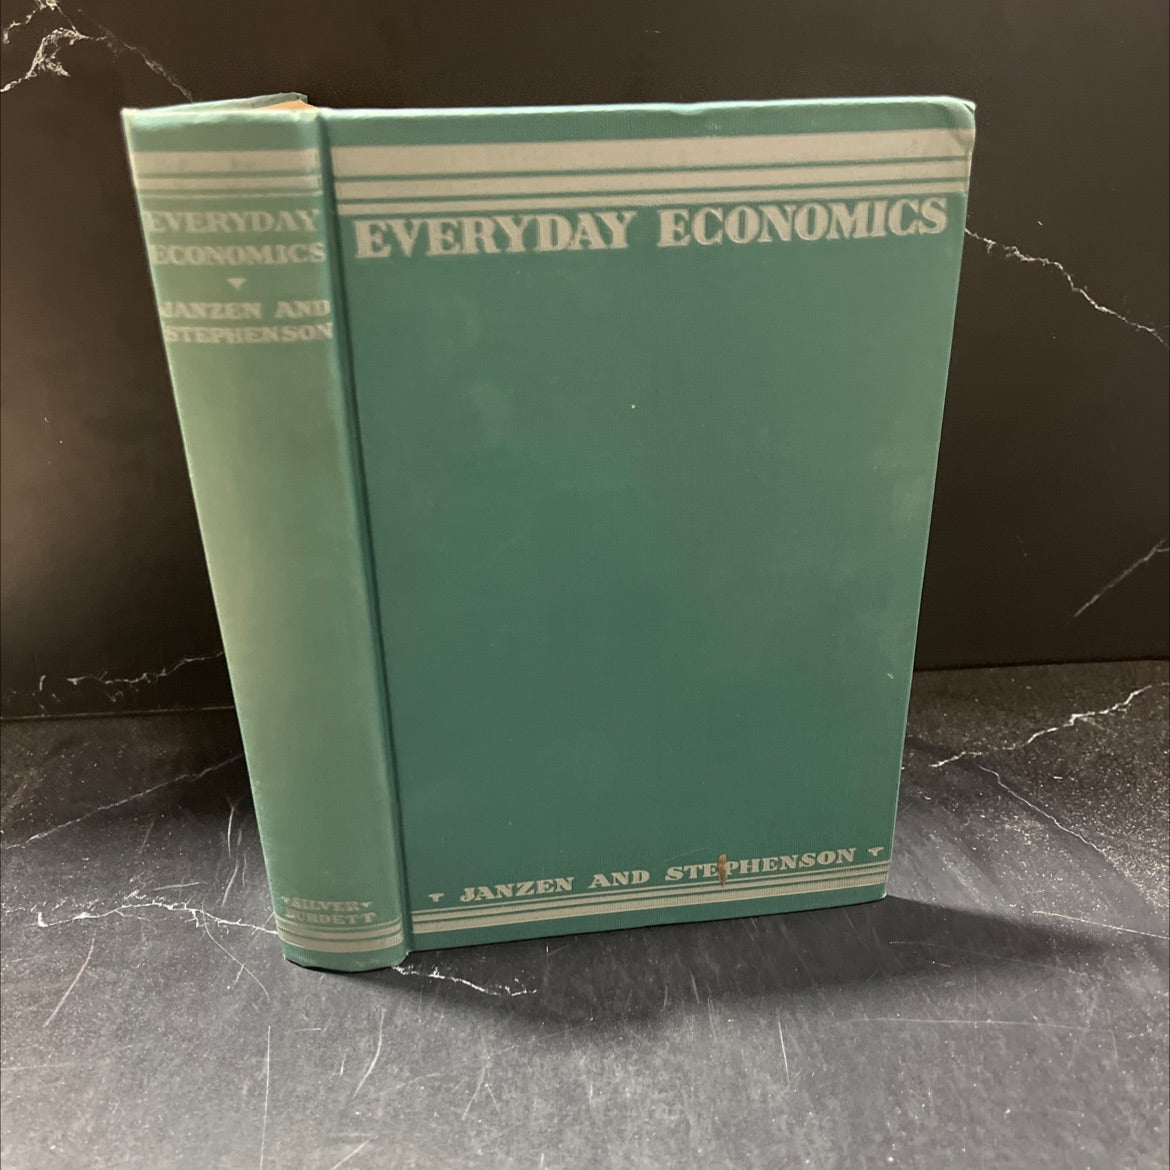 EVERYDAY
ECONOMICS
JANZEN AND
STEPHENSON
SILVER
BURDETT
EVERYDAY ECONOMICS
JANZEN AND STEPHENSON